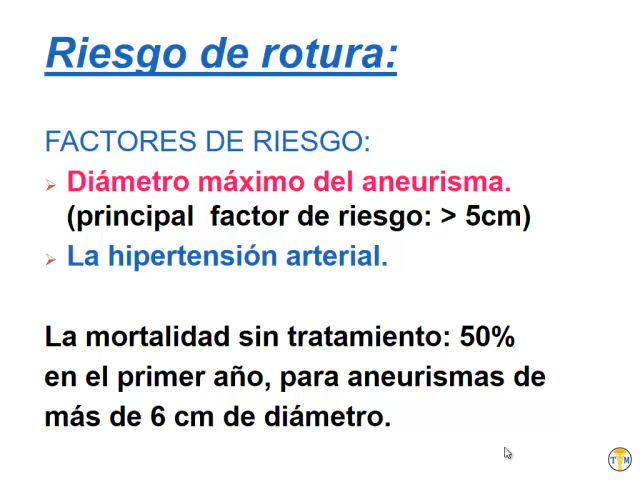 Riesgo de rotura:
FACTORES DE RIESGO:
Diámetro máximo del aneurisma.
(principal factor de riesgo: > 5cm)
La hipertensión arterial.
La mortalidad sin tratamiento: 50%
en el primer año, para aneurismas de
más de 6 cm de diámetro.
T M